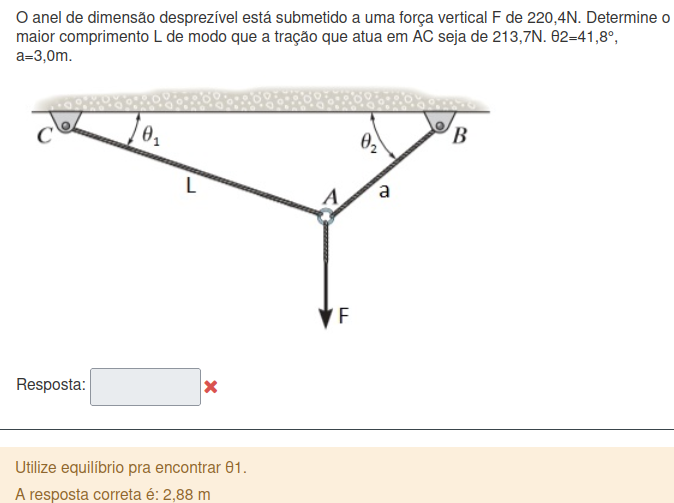 O anel de dimensão desprezível está submetido a uma força vertical F de 220,4N. Determine o
maior comprimento L de modo que a tração que atua em AC seja de 213,7N. θ2=41,8°,
a=3,0m.
C
θ1
θ2
B
L
A
a
F
Resposta:
Utilize equilíbrio pra encontrar θ1.
A resposta correta é: 2,88 m